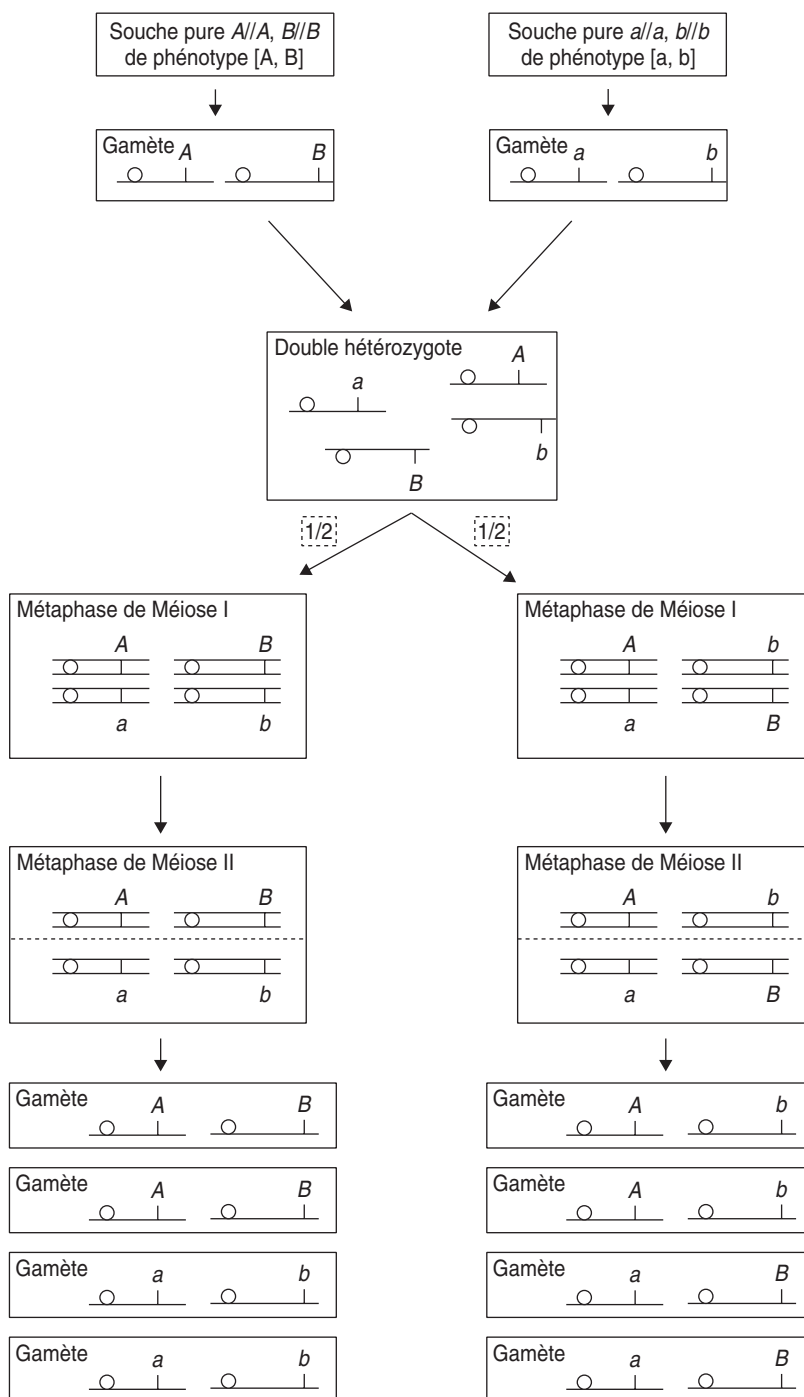 Souche pure A//A, B//B
de phénotype [A, B]
Souche pure a//a, b//b
de phénotype [a, b]
Gamète A B
Gamète a b
Double hétérozygote
A
a
b
B
1/2 1/2
Métaphase de Méiose I
A B
a b
Métaphase de Méiose I
A b
a B
Métaphase de Méiose II
A B
a b
Métaphase de Méiose II
A b
a B
Gamète A B
Gamète A b
Gamète A B
Gamète A b
Gamète a b
Gamète a B
Gamète a b
Gamète a B